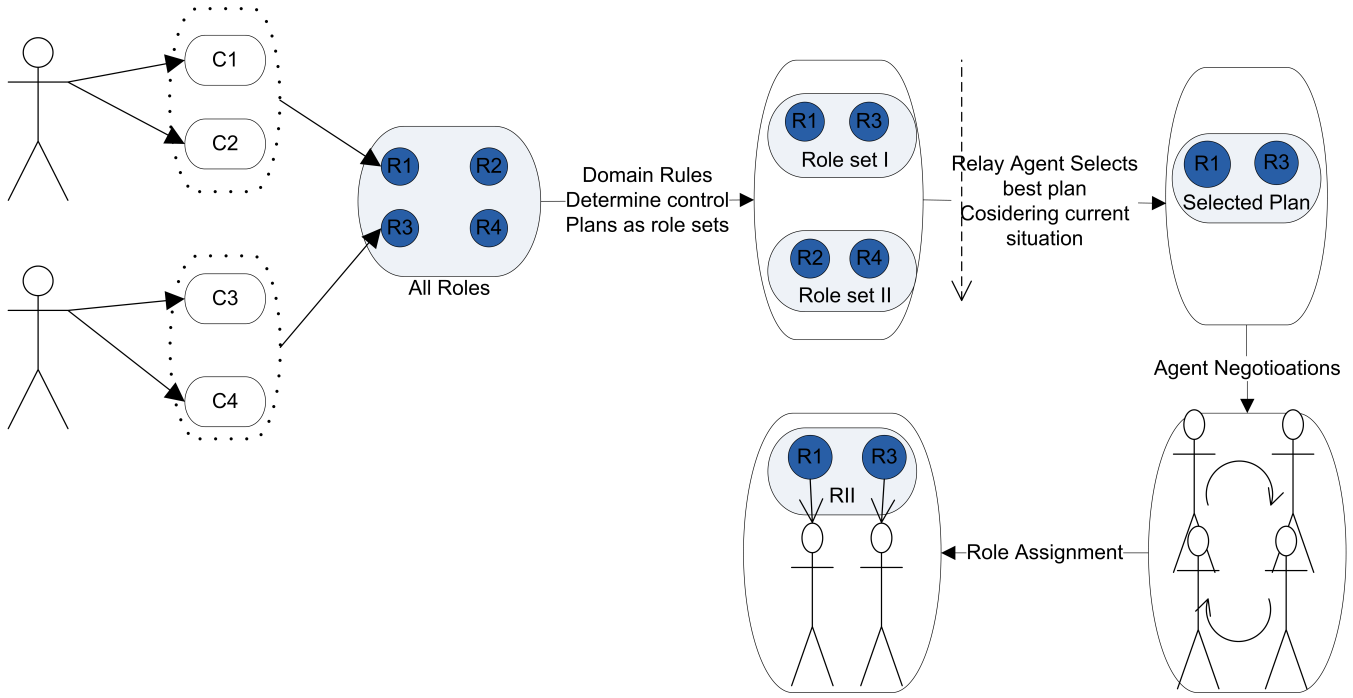 C1
C2
C3
C4
R1
R2
R3
R4
All Roles
Domain Rules
Determine control
Plans as role sets
R1
R3
Role set I
R2
R4
Role set II
Relay Agent Selects
best plan
Cosidering current
situation
R1
R3
Selected Plan
Agent Negotioations
Role Assignment
R1
R3
RII